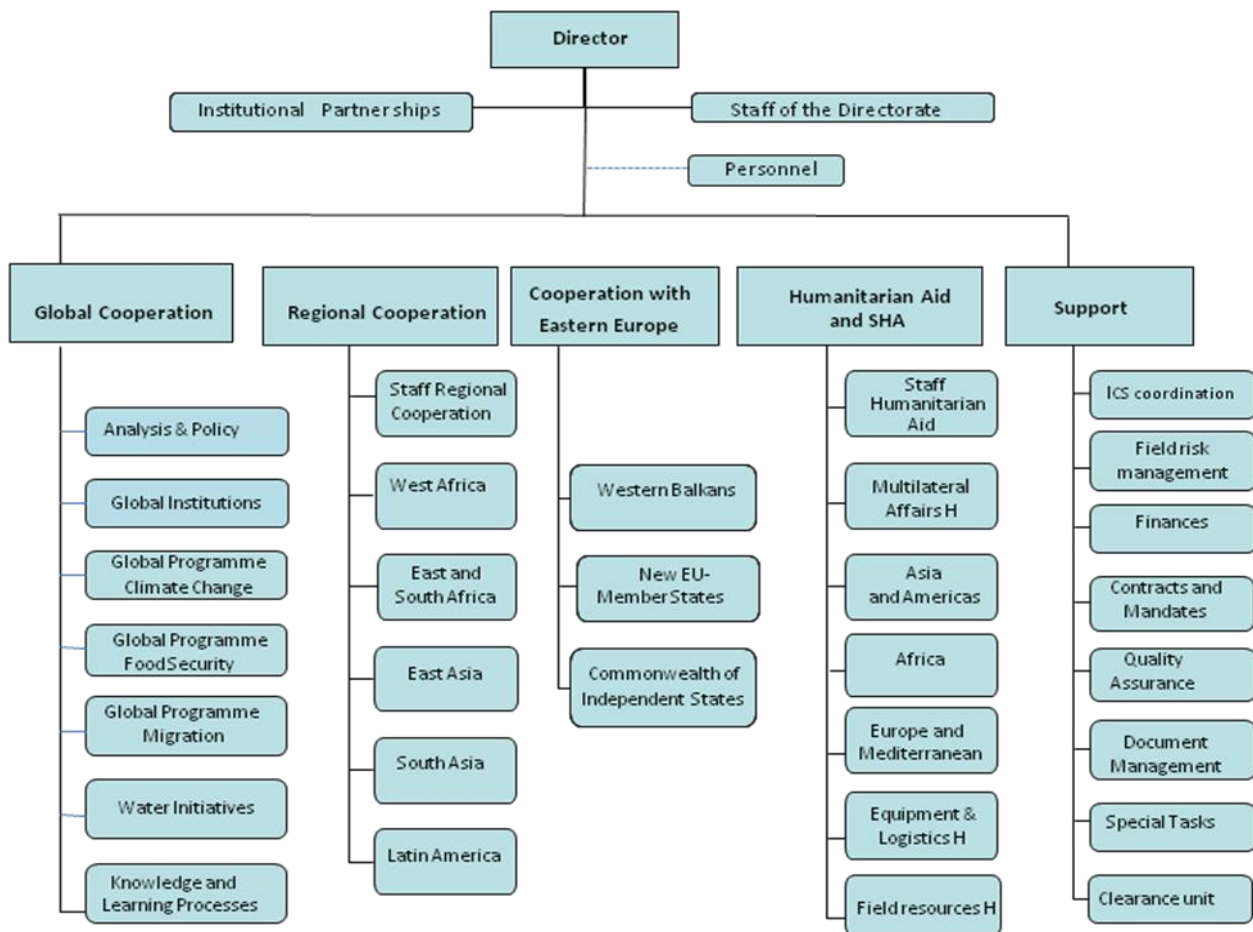 Director
Institutional Partnerships
Staff of the Directorate
Personnel
Global Cooperation
Regional Cooperation
Cooperation with
Eastern Europe
Humanitarian Aid
and SHA
Support
Analysis & Policy
Global Institutions
Global Programme
Climate Change
Global Programme
Food Security
Global Programme
Migration
Water Initiatives
Knowledge and
Learning Processes
Staff Regional
Cooperation
West Africa
East and
South Africa
East Asia
South Asia
Latin America
Western Balkans
New EU-
Member States
Commonwealth of
Independent States
Staff
Humanitarian
Aid
Multilateral
Affairs H
Asia
and Americas
Africa
Europe and
Mediterranean
Equipment &
Logistics H
Field resources H
ICS coordination
Field risk
management
Finances
Contracts and
Mandates
Quality
Assurance
Document
Management
Special Tasks
Clearance unit